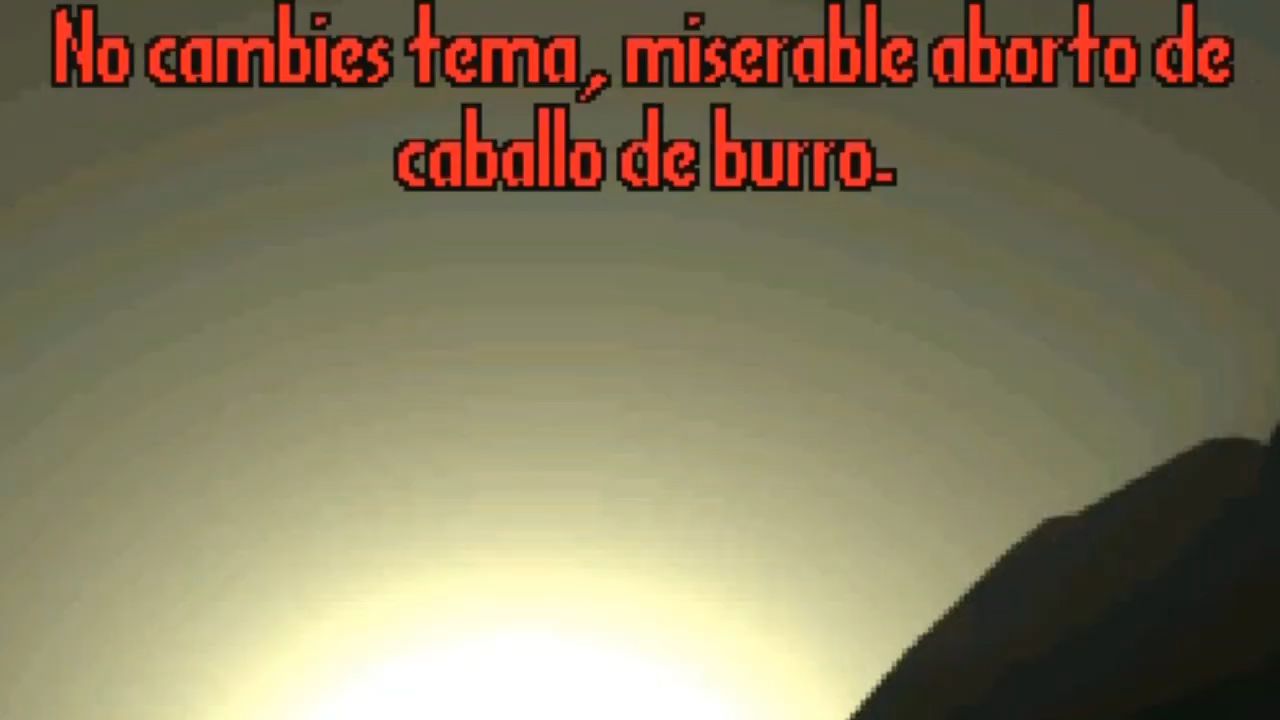 No cambies tema, miserable aborto de
caballo de burro.